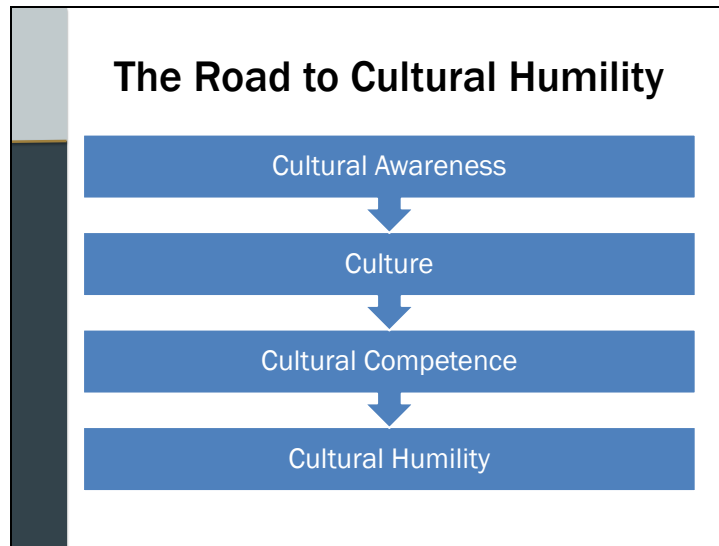 The Road to Cultural Humility
Cultural Awareness
Culture
Cultural Competence
Cultural Humility